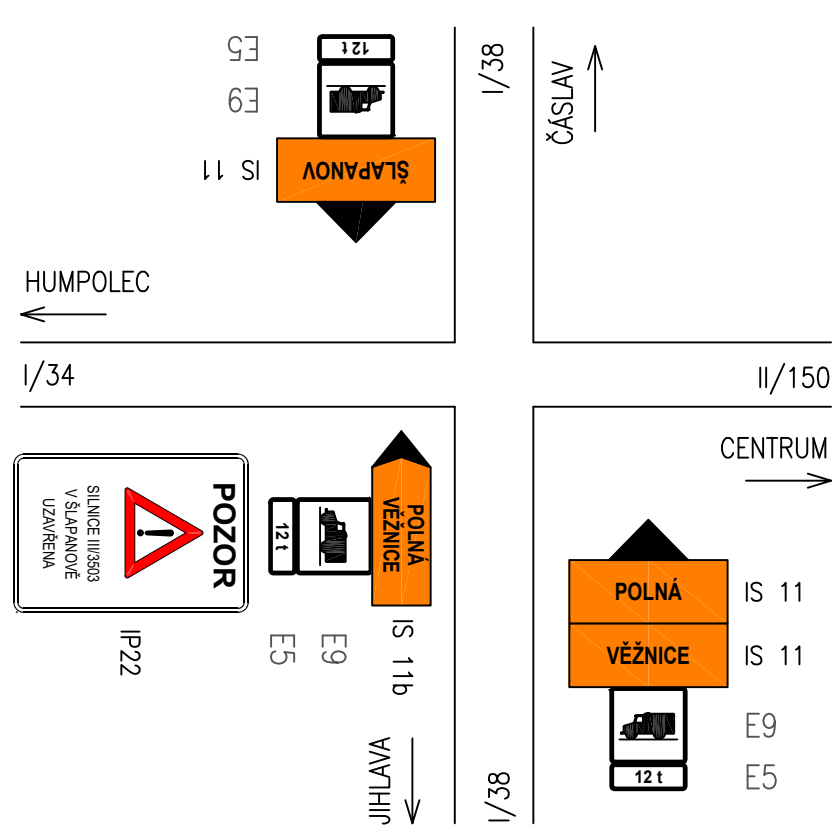 E5
12 t
E9
IS 11
ŠLAPANOV
I/38
ČÁSLAV
HUMPOLEC
I/34
II/150
CENTRUM
POZOR
SILNICE III/3503
V ŠLAPANOVĚ
UZAVŘENA
IP22
12 t
E5
E9
POLNÁ
VĚŽNICE
IS 11b
JIHLAVA
I/38
POLNÁ
IS 11
VĚŽNICE
IS 11
E9
12 t
E5